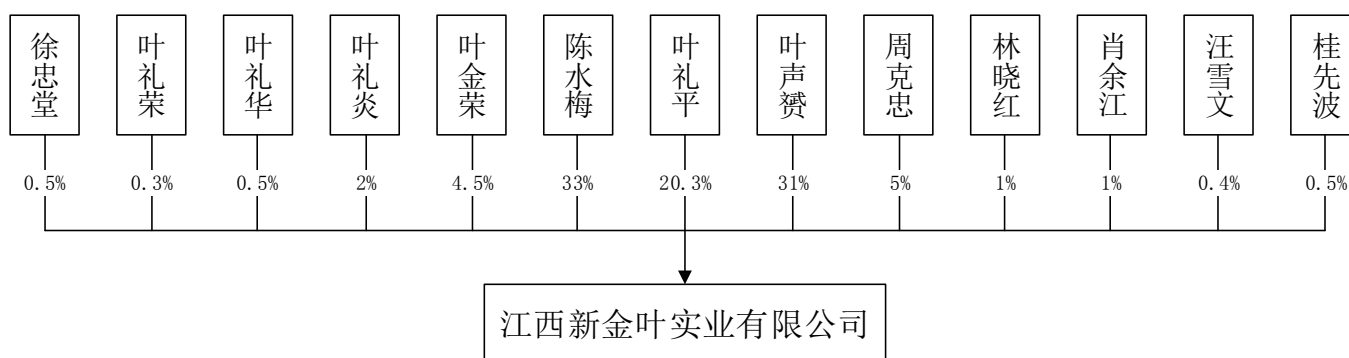 徐忠堂 叶礼荣 叶礼华 叶礼炎 叶金荣 陈水梅 叶礼平 叶声赟 周克忠 林晓红 肖余江 汪雪文 桂先波
0.5% 0.3% 0.5% 2% 4.5% 33% 20.3% 31% 5% 1% 1% 0.4% 0.5%
江西新金叶实业有限公司